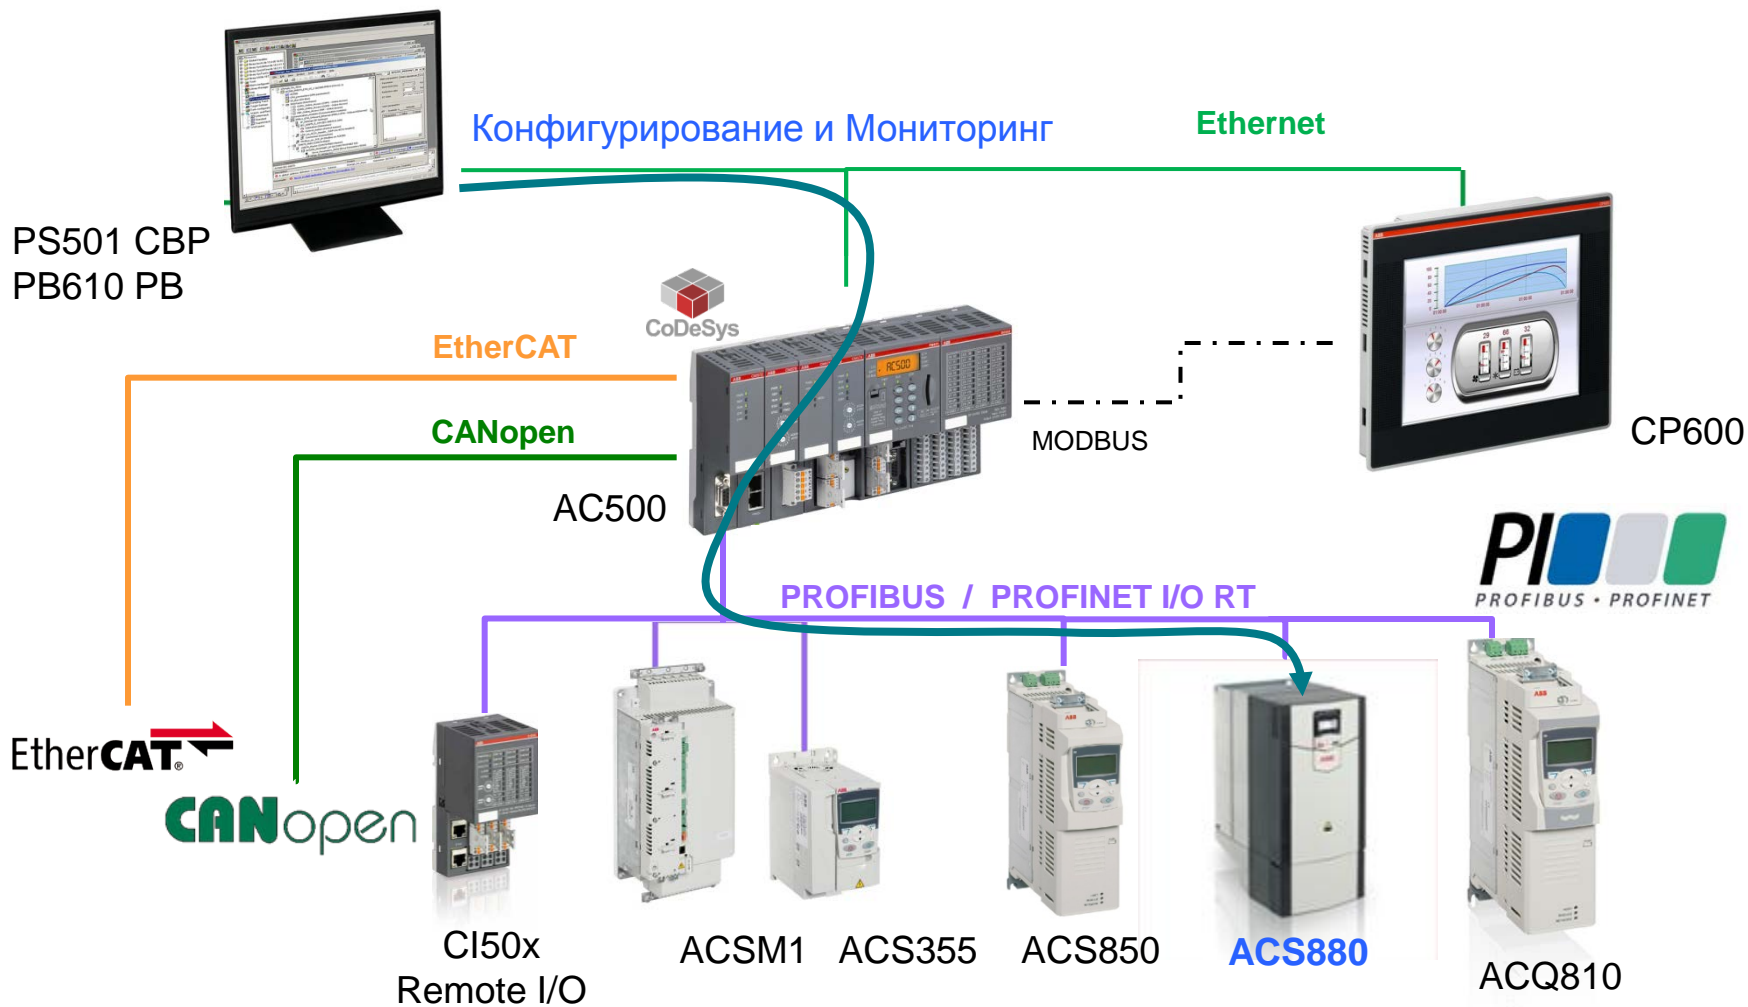 Конфигурирование и Мониторинг
Ethernet
PS501 CBP
PB610 PB
CoDeSys
EtherCAT
AC500
CANopen
MODBUS
CP600
AC500
PI
PROFIBUS • PROFINET
PROFIBUS / PROFINET I/O RT
EtherCAT®
CANopen
CI50x
Remote I/O
ACSM1
ACS355
ACS850
ACS880
ACQ810